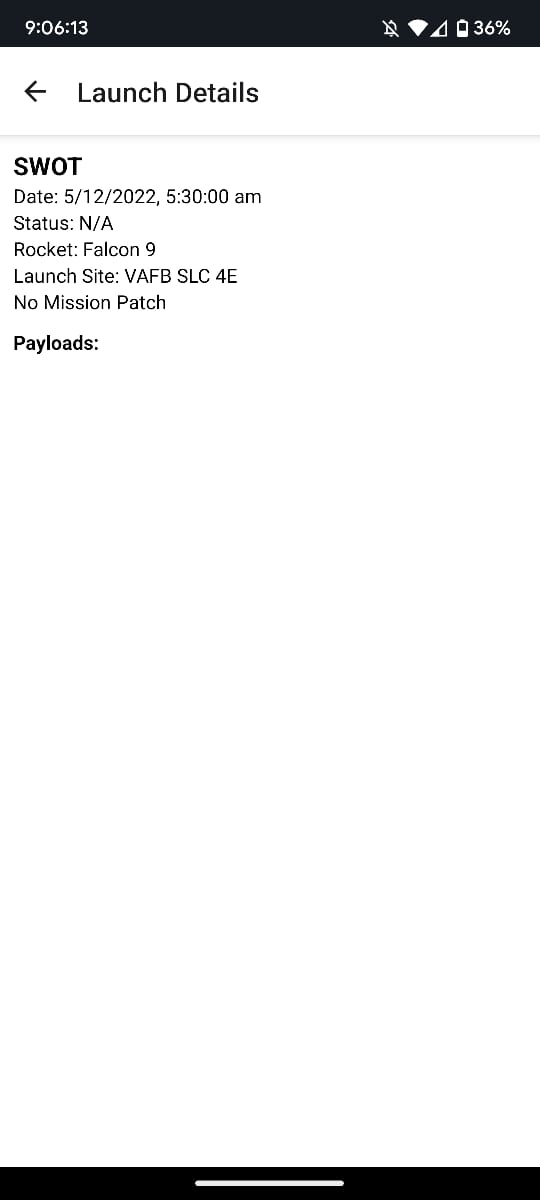 9:06:13
36%
Launch Details
SWOT
Date: 5/12/2022, 5:30:00 am
Status: N/A
Rocket: Falcon 9
Launch Site: VAFB SLC 4E
No Mission Patch
Payloads: